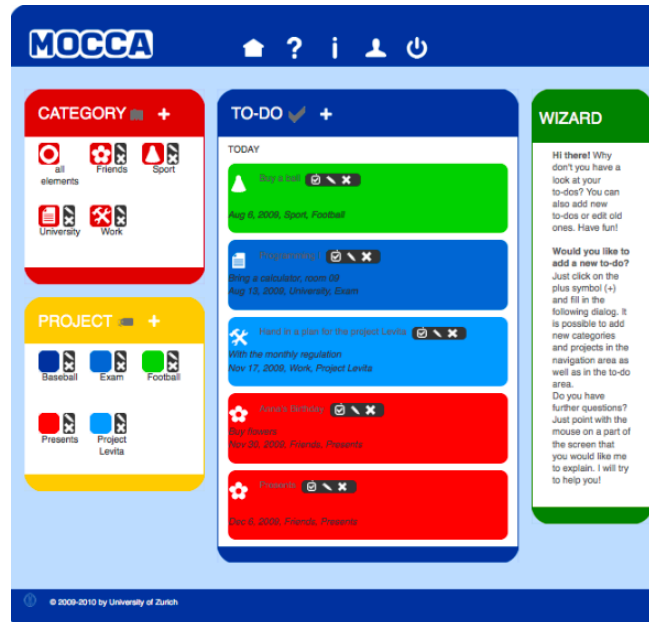 MOCCA
CATEGORY +
all
elements
Friends
Sport
University
Work
PROJECT +
Baseball
Exam
Football
Presents
Project
Levita
TO-DO +
TODAY
Buy a ball
Aug 6, 2009, Sport, Football
Bring a calculator, room 09
Aug 13, 2009, University, Exam
Hand in a plan for the project Levita
With the monthly regulation
Nov 17, 2009, Work, Project Levita
Anna's Birthday
Buy flowers
Nov 30, 2009, Friends, Presents
Presents
Dec 6, 2009, Friends, Presents
WIZARD
Hi there! Why
don't you have a
look at your
to-dos? You can
also add new
to-dos or edit old
ones. Have fun!
Would you like to
add a new to-do?
Just click on the
plus symbol (+)
and fill in the
following dialog. It
is possible to add
new categories
and projects in the
navigation area as
well as in the to-do
area.
Do you have
further questions?
Just point with the
mouse on a part of
the screen that
you would like me
to explain. I will try
to help you!
© 2009-2010 by University of Zurich